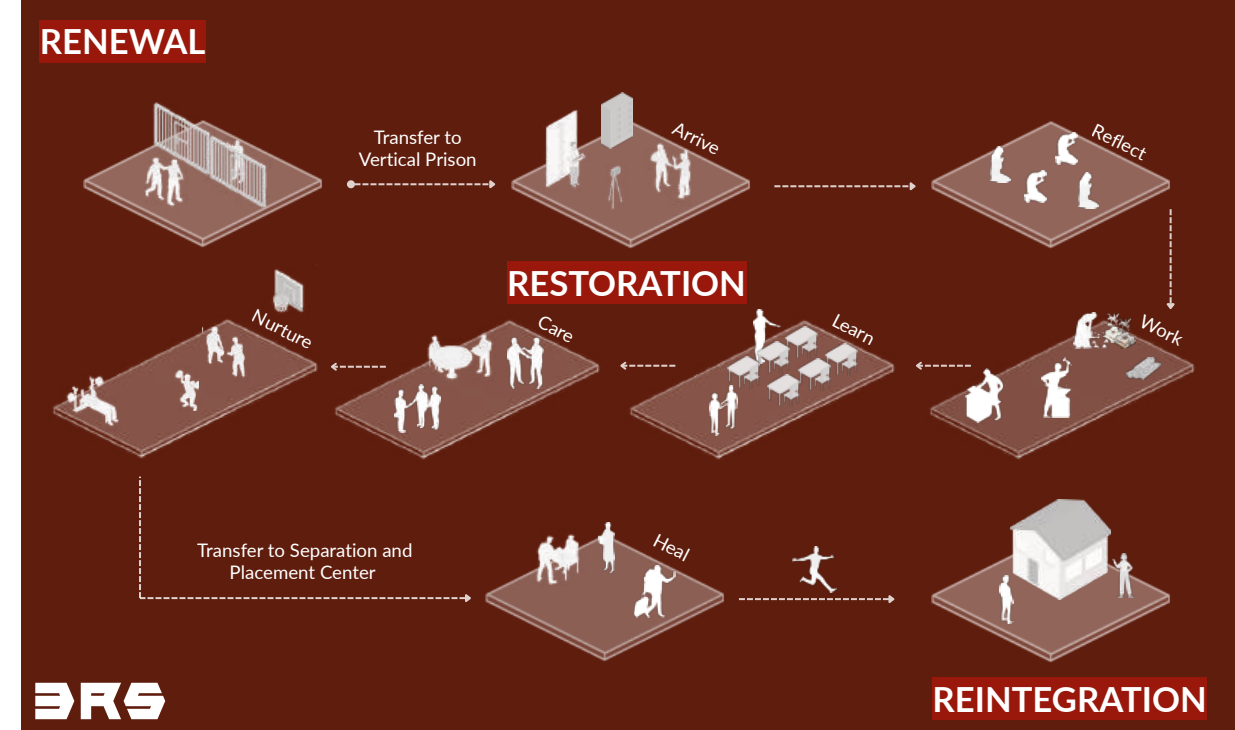 RENEWAL
Transfer to
Vertical Prison
Arrive
Reflect
RESTORATION
Nurture
Care
Learn
Work
Transfer to Separation and
Placement Center
Heal
3RS
REINTEGRATION